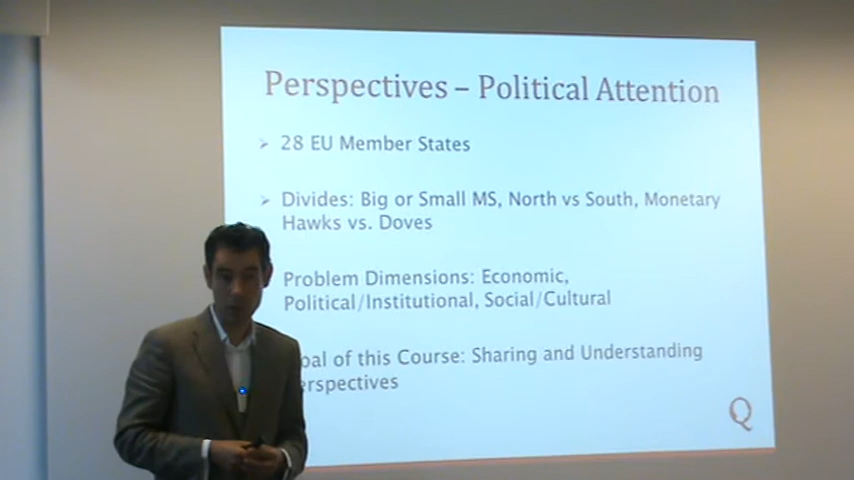 Perspectives – Political Attention
➢ 28 EU Member States
➢ Divides: Big or Small MS, North vs South, Monetary
Hawks vs. Doves
Problem Dimensions: Economic,
Political/Institutional, Social/Cultural
oal of this Course: Sharing and Understanding
erspectives
Q